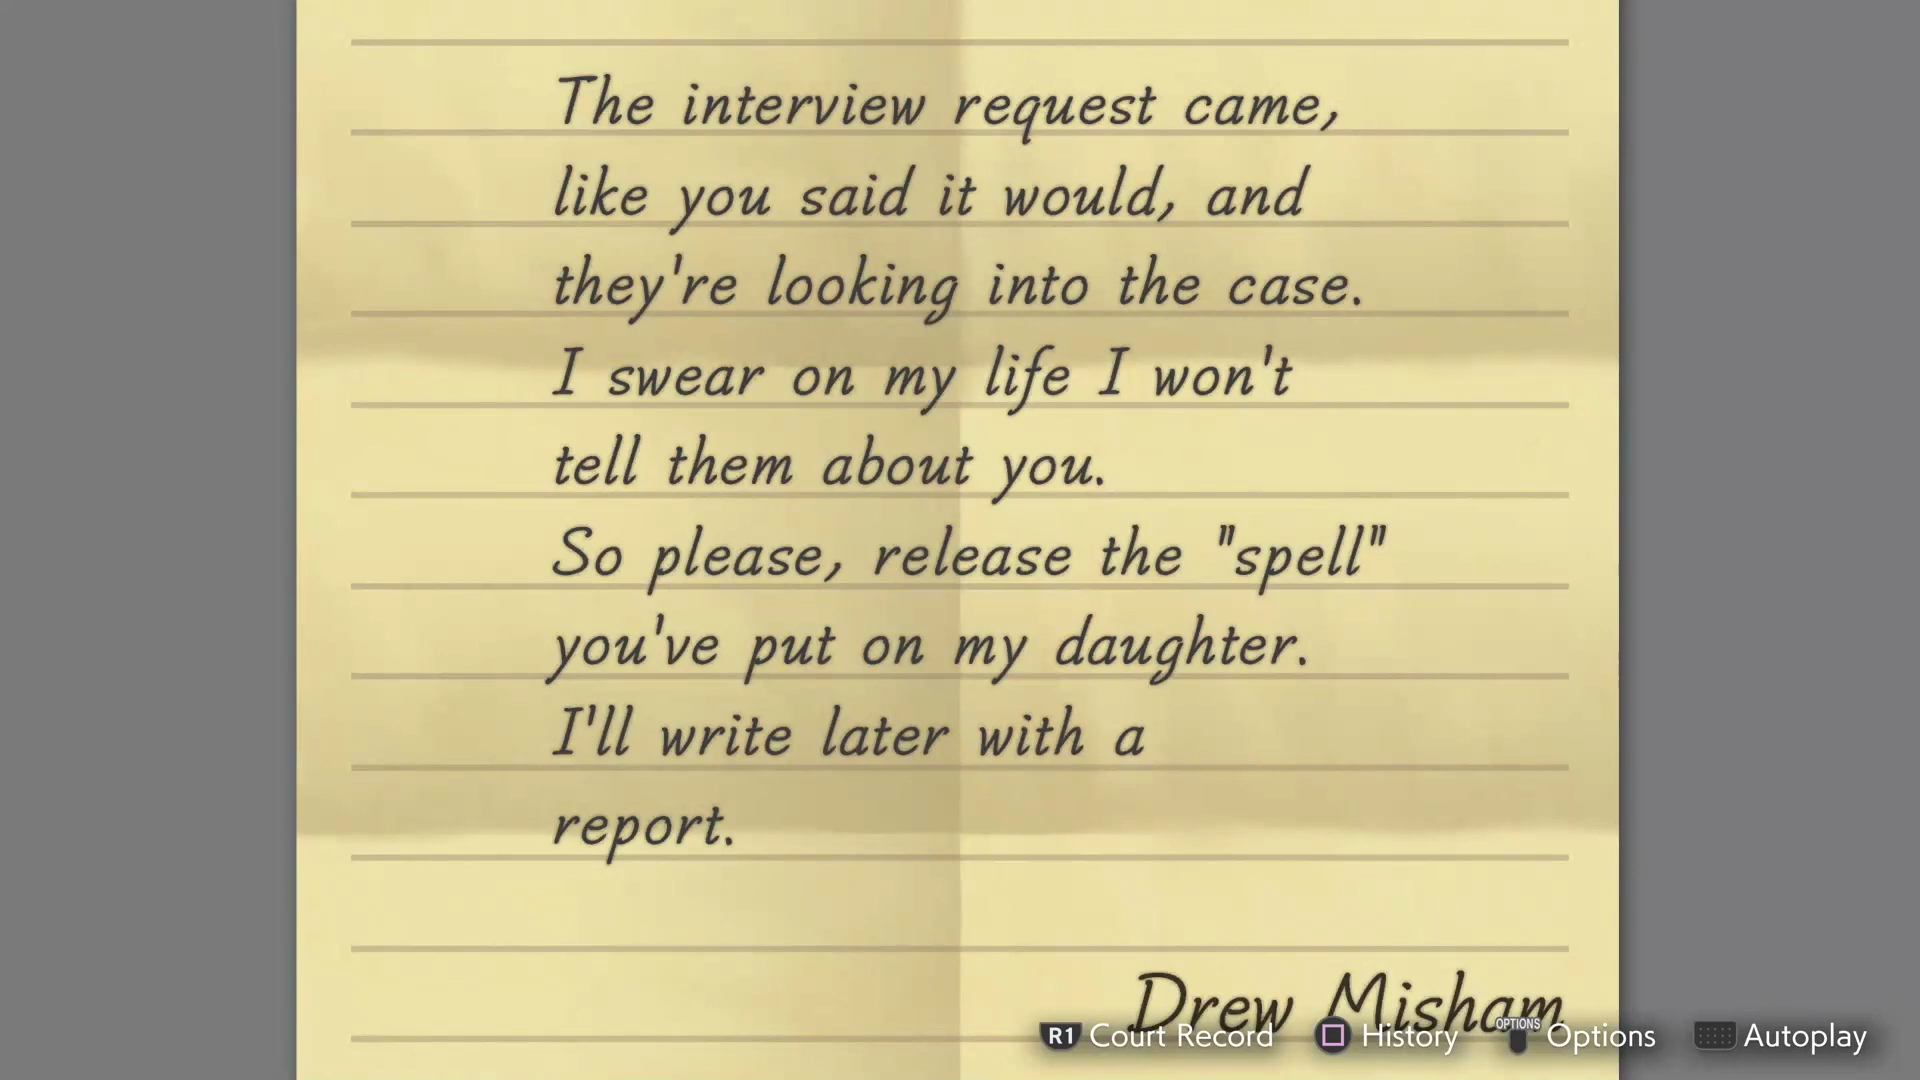 The interview request came,
like you said it would, and
they're looking into the case.
I swear on my life I won't
tell them about you.
So please, release the "spell"
you've put on my daughter.
I'll write later with a
report.
Drew Misham
R1 Court Record History OPTIONS Options Autoplay